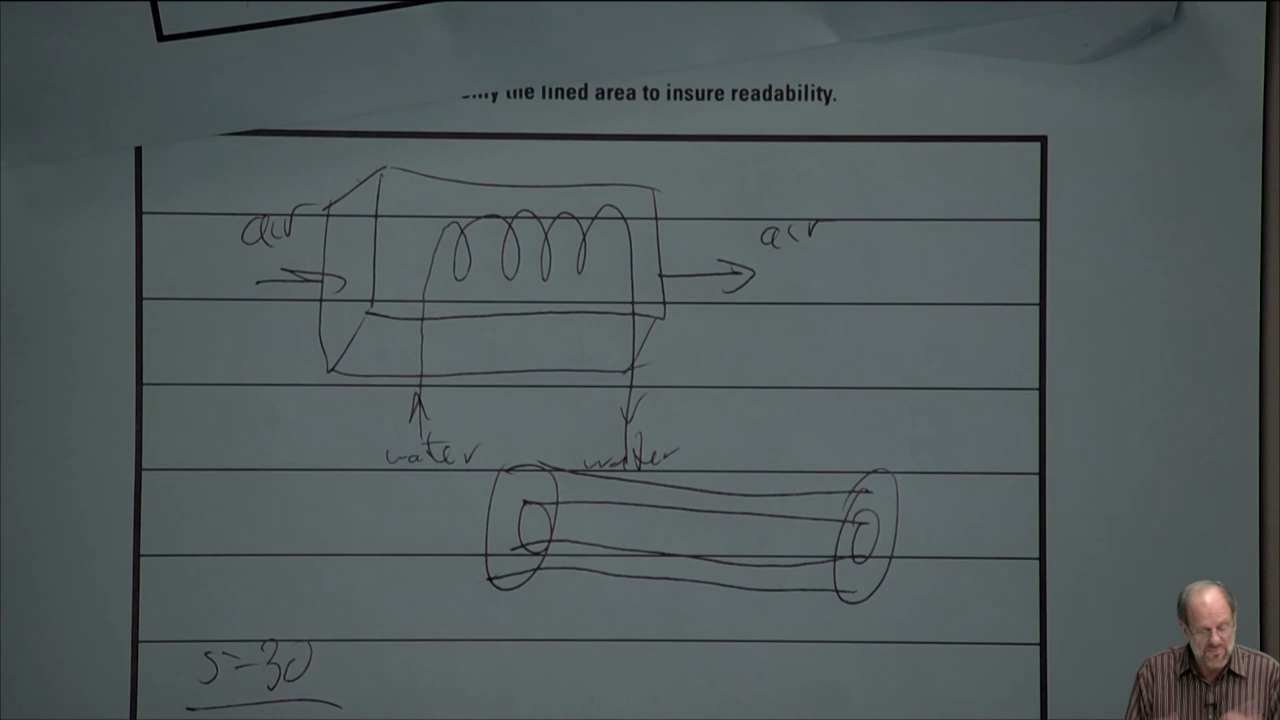 the lined area to insure readability.
air
air
water water
5-30